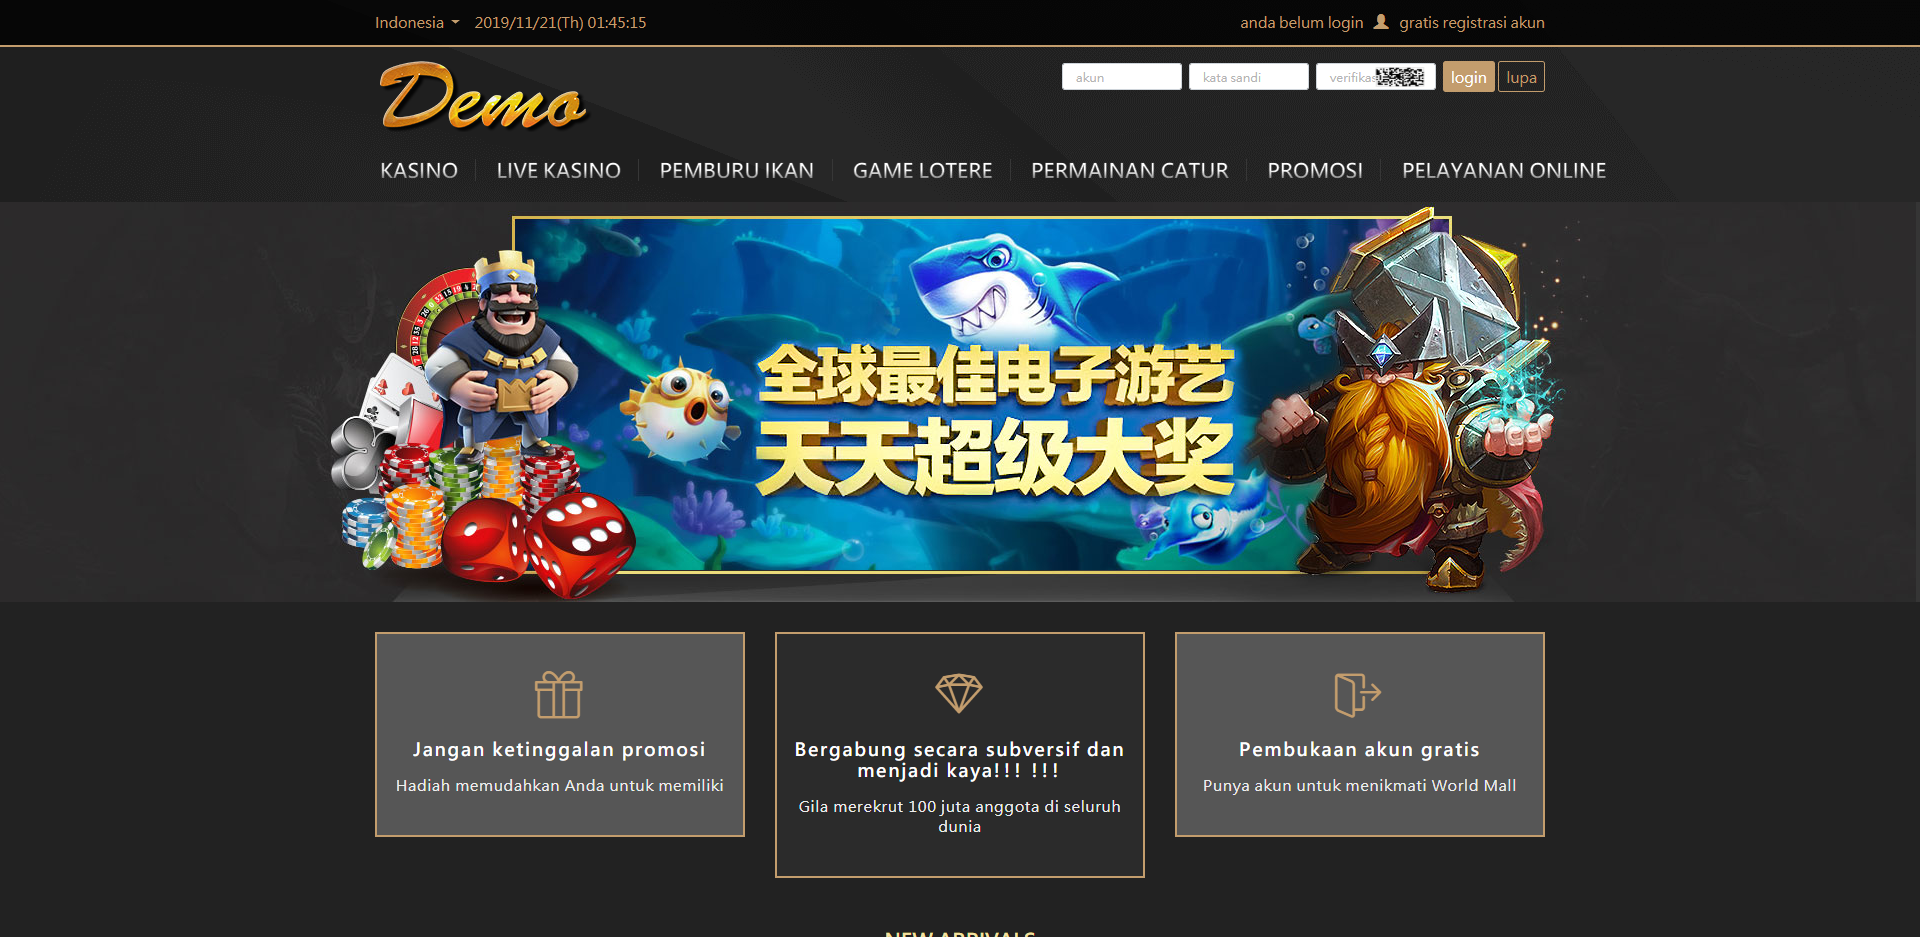 Indonesia 2019/11/21(Th) 01:45:15
anda belum login gratis registrasi akun
Demo
akun kata sandi login lupa
KASINO LIVE KASINO PEMBURU IKAN GAME LOTERE PERMAINAN CATUR PROMOSI PELAYANAN ONLINE
全球最佳电子游艺
天天超级大奖
Jangan ketinggalan promosi
Hadiah memudahkan Anda untuk memiliki
Bergabung secara subversif dan
menjadi kaya!!! !!!
Gila merekrut 100 juta anggota di seluruh
dunia
Pembukaan akun gratis
Punya akun untuk menikmati World Mall
NEW ARRIVALS